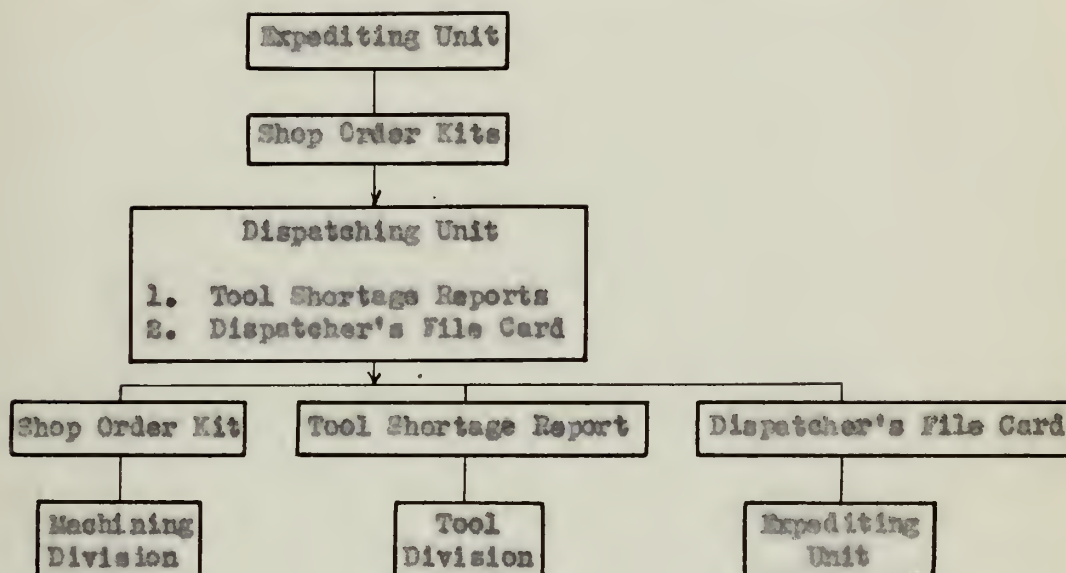 Expediting Unit
Shop Order Kits
Dispatching Unit
1. Tool Shortage Reports
2. Dispatcher's File Card
Shop Order Kit
Tool Shortage Report
Dispatcher's File Card
Machining
Division
Tool
Division
Expediting
Unit